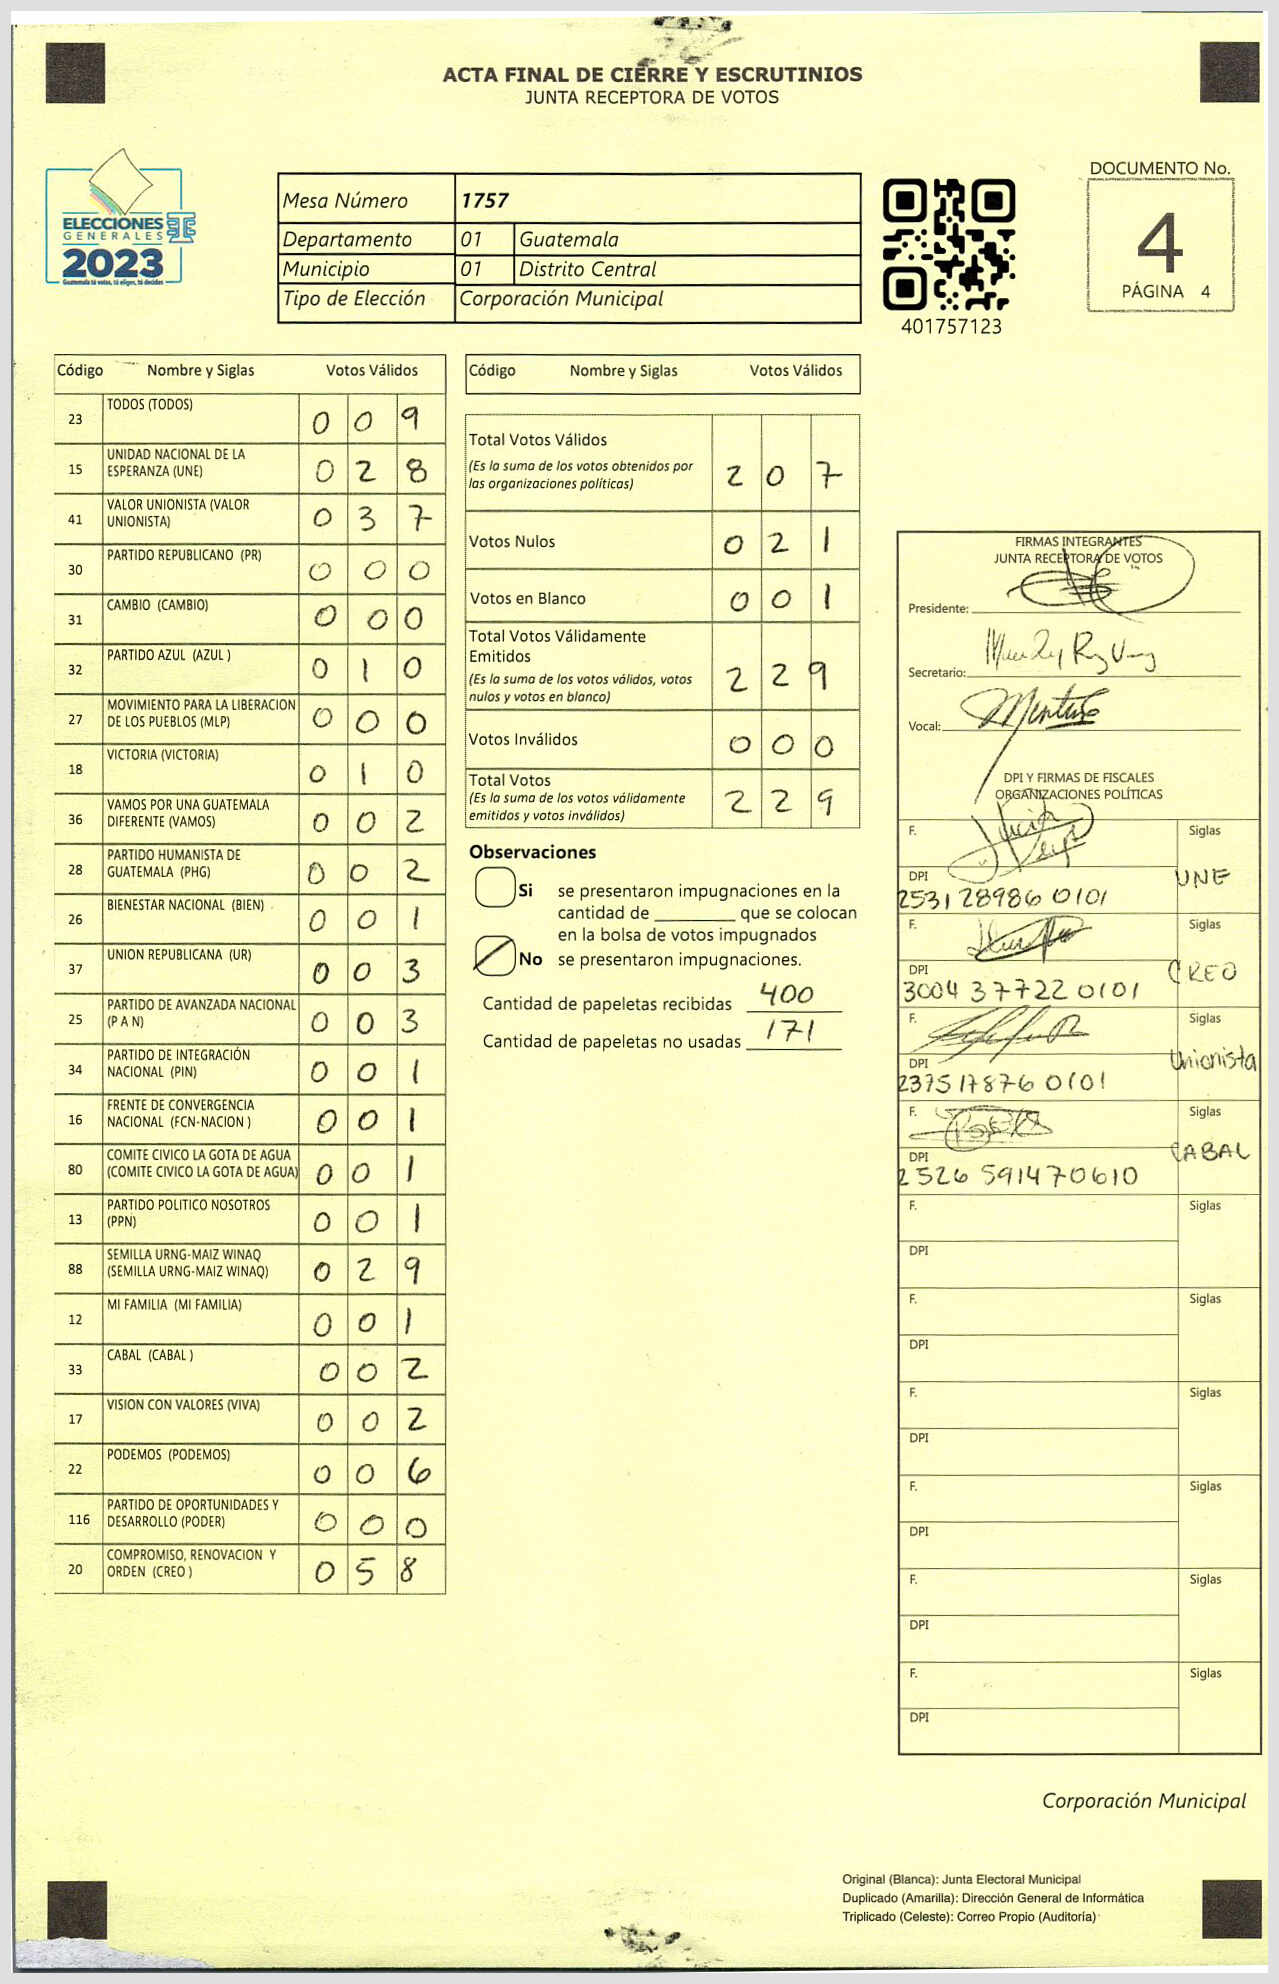 ACTA FINAL DE CIERRE Y ESCRUTINIOS
JUNTA RECEPTORA DE VOTOS
ELECCIONES
GENERALES
2023
Guatemala tú votas, tú eliges, tú decides
Mesa Número 1757
Departamento 01 Guatemala
Municipio 01 Distrito Central
Tipo de Elección Corporación Municipal
401757123
DOCUMENTO No.
4
PÁGINA 4
Código Nombre y Siglas Votos Válidos
23 TODOS (TODOS) 0 0 9
15 UNIDAD NACIONAL DE LA
ESPERANZA (UNE) 0 2 8
41 VALOR UNIONISTA (VALOR
UNIONISTA) 0 3 7
30 PARTIDO REPUBLICANO (PR) 0 0 0
31 CAMBIO (CAMBIO) 0 0 0
32 PARTIDO AZUL (AZUL ) 0 1 0
27 MOVIMIENTO PARA LA LIBERACION
DE LOS PUEBLOS (MLP) 0 0 0
18 VICTORIA (VICTORIA) 0 1 0
36 VAMOS POR UNA GUATEMALA
DIFERENTE (VAMOS) 0 0 2
28 PARTIDO HUMANISTA DE
GUATEMALA (PHG) 0 0 2
26 BIENESTAR NACIONAL (BIEN) 0 0 1
37 UNION REPUBLICANA (UR) 0 0 3
25 PARTIDO DE AVANZADA NACIONAL
(P A N) 0 0 3
34 PARTIDO DE INTEGRACIÓN
NACIONAL (PIN) 0 0 1
16 FRENTE DE CONVERGENCIA
NACIONAL (FCN-NACION ) 0 0 1
80 COMITE CIVICO LA GOTA DE AGUA
(COMITE CIVICO LA GOTA DE AGUA) 0 0 1
13 PARTIDO POLITICO NOSOTROS
(PPN) 0 0 1
88 SEMILLA URNG-MAIZ WINAQ
(SEMILLA URNG-MAIZ WINAQ) 0 2 9
12 MI FAMILIA (MI FAMILIA) 0 0 1
33 CABAL (CABAL ) 0 0 2
17 VISION CON VALORES (VIVA) 0 0 2
22 PODEMOS (PODEMOS) 0 0 6
116 PARTIDO DE OPORTUNIDADES Y
DESARROLLO (PODER) 0 0 0
20 COMPROMISO, RENOVACION Y
ORDEN (CREO ) 0 5 8
Código Nombre y Siglas Votos Válidos
Total Votos Válidos
(Es la suma de los votos obtenidos por
las organizaciones políticas) 2 0 7
Votos Nulos 0 2 1
Votos en Blanco 0 0 1
Total Votos Válidamente
Emitidos
(Es la suma de los votos válidos, votos
nulos y votos en blanco) 2 2 9
Votos Inválidos 0 0 0
Total Votos
(Es la suma de los votos válidamente
emitidos y votos inválidos) 2 2 9
Observaciones
Si se presentaron impugnaciones en la
cantidad de ________ que se colocan
en la bolsa de votos impugnados
No se presentaron impugnaciones.
Cantidad de papeletas recibidas 400
Cantidad de papeletas no usadas 171
FIRMAS INTEGRANTES
JUNTA RECEPTORA DE VOTOS
Presidente:
Secretario:
Vocal:
DPI Y FIRMAS DE FISCALES
ORGANIZACIONES POLÍTICAS
F. Siglas
UNE
DPI
2531 28986 0101
F. Siglas
CREO
DPI
3004 37722 0101
F. Siglas
Unionista
DPI
2375 17876 0101
F. Siglas
CABAL
DPI
2526 59147 0610
F. Siglas
DPI
F. Siglas
DPI
F. Siglas
DPI
F. Siglas
DPI
F. Siglas
DPI
F. Siglas
DPI
Corporación Municipal
Original (Blanca): Junta Electoral Municipal
Duplicado (Amarilla): Dirección General de Informática
Triplicado (Celeste): Correo Propio (Auditoría)